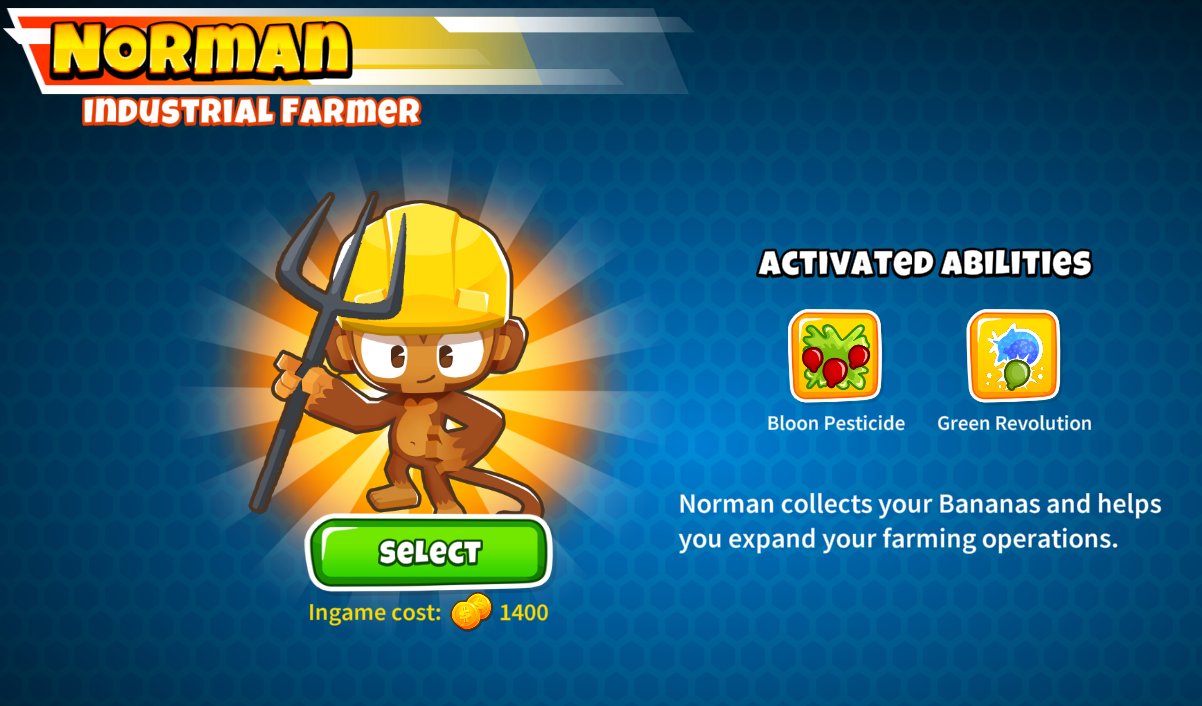 Norman
Industrial Farmer
Activated Abilities
Bloon Pesticide
Green Revolution
Norman collects your Bananas and helps
you expand your farming operations.
Select
Ingame cost: 1400